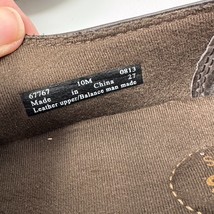 67767 10M 0813
Made in China 27
Leather upper/Balance man made